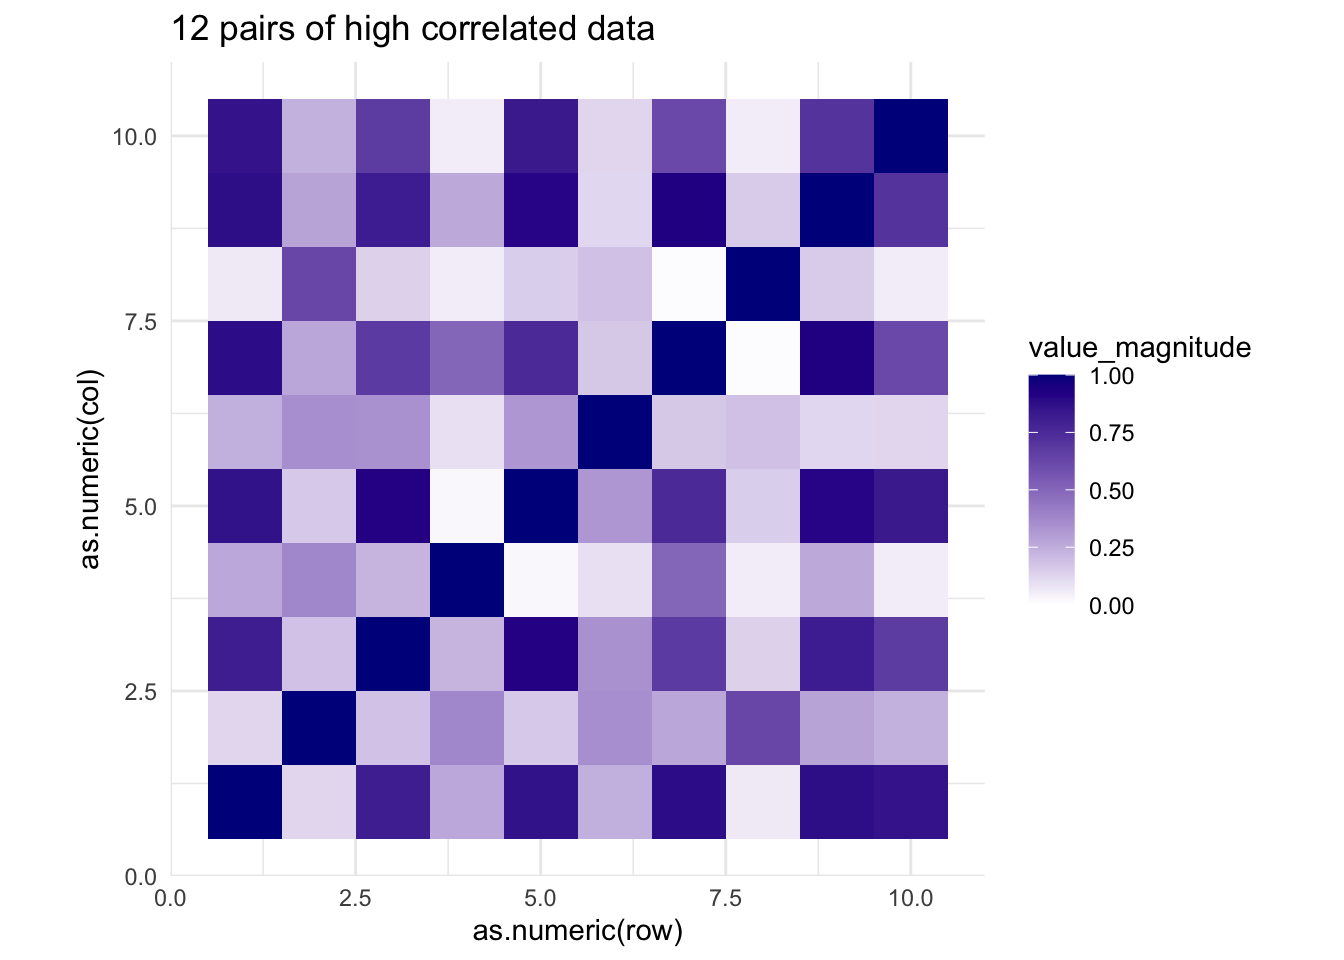 12 pairs of high correlated data
as.numeric(col)
10.0
7.5
5.0
2.5
0.0
0.0 2.5 5.0 7.5 10.0
as.numeric(row)
value_magnitude
1.00
0.75
0.50
0.25
0.00